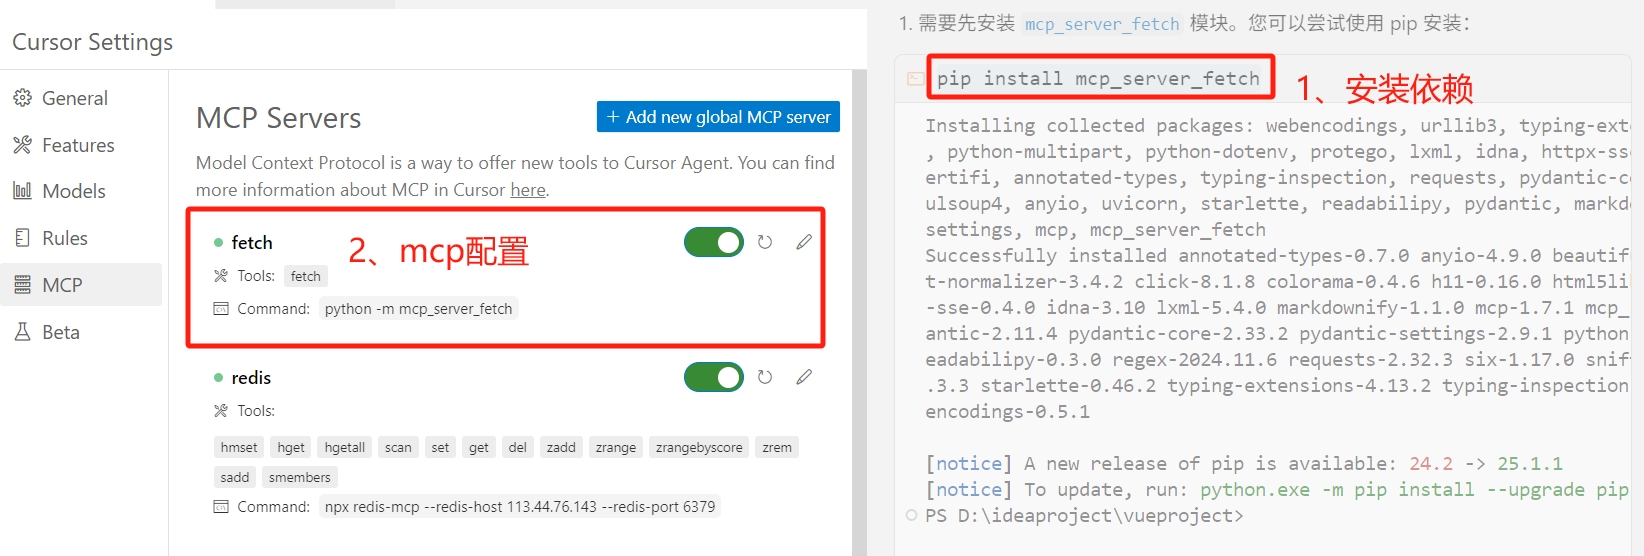 Cursor Settings
General
Features
Models
Rules
MCP
Beta
MCP Servers
+ Add new global MCP server
Model Context Protocol is a way to offer new tools to Cursor Agent. You can find
more information about MCP in Cursor here.
fetch
2、mcp配置
Tools: fetch
Command: python -m mcp_server_fetch
redis
Tools:
hmset hget hgetall scan set get del zadd zrange zrangebyscore zrem
sadd smembers
Command: npx redis-mcp --redis-host 113.44.76.143 --redis-port 6379
1. 需要先安装 mcp_server_fetch 模块。您可以尝试使用 pip 安装：
pip install mcp_server_fetch
1、安装依赖
Installing collected packages: webencodings, urllib3, typing-exte
, python-multipart, python-dotenv, protego, lxml, idna, httpx-sse
ertifi, annotated-types, typing-inspection, requests, pydantic-co
ulsoup4, anyio, uvicorn, starlette, readabilipy, pydantic, markdo
settings, mcp, mcp_server_fetch
Successfully installed annotated-types-0.7.0 anyio-4.9.0 beautifu
t-normalizer-3.4.2 click-8.1.8 colorama-0.4.6 h11-0.16.0 html5lib
-sse-0.4.0 idna-3.10 lxml-5.4.0 markdownify-1.1.0 mcp-1.7.1 mcp_
antic-2.11.4 pydantic-core-2.33.2 pydantic-settings-2.9.1 python
eadabilipy-0.3.0 regex-2024.11.6 requests-2.32.3 six-1.17.0 sniff
.3.3 starlette-0.46.2 typing-extensions-4.13.2 typing-inspection
encodings-0.5.1
[notice] A new release of pip is available: 24.2 -> 25.1.1
[notice] To update, run: python.exe -m pip install --upgrade pip
PS D:\ideaproject\vueproject>